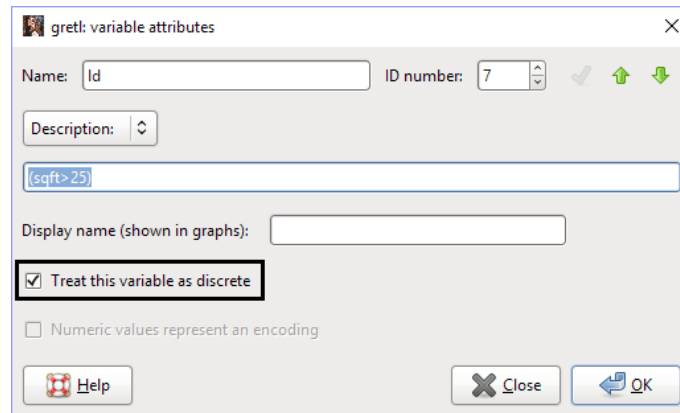 gretl: variable attributes
Name: ld ID number: 7
Description:
(sqft>25)
Display name (shown in graphs):
Treat this variable as discrete
Numeric values represent an encoding
Help Close OK